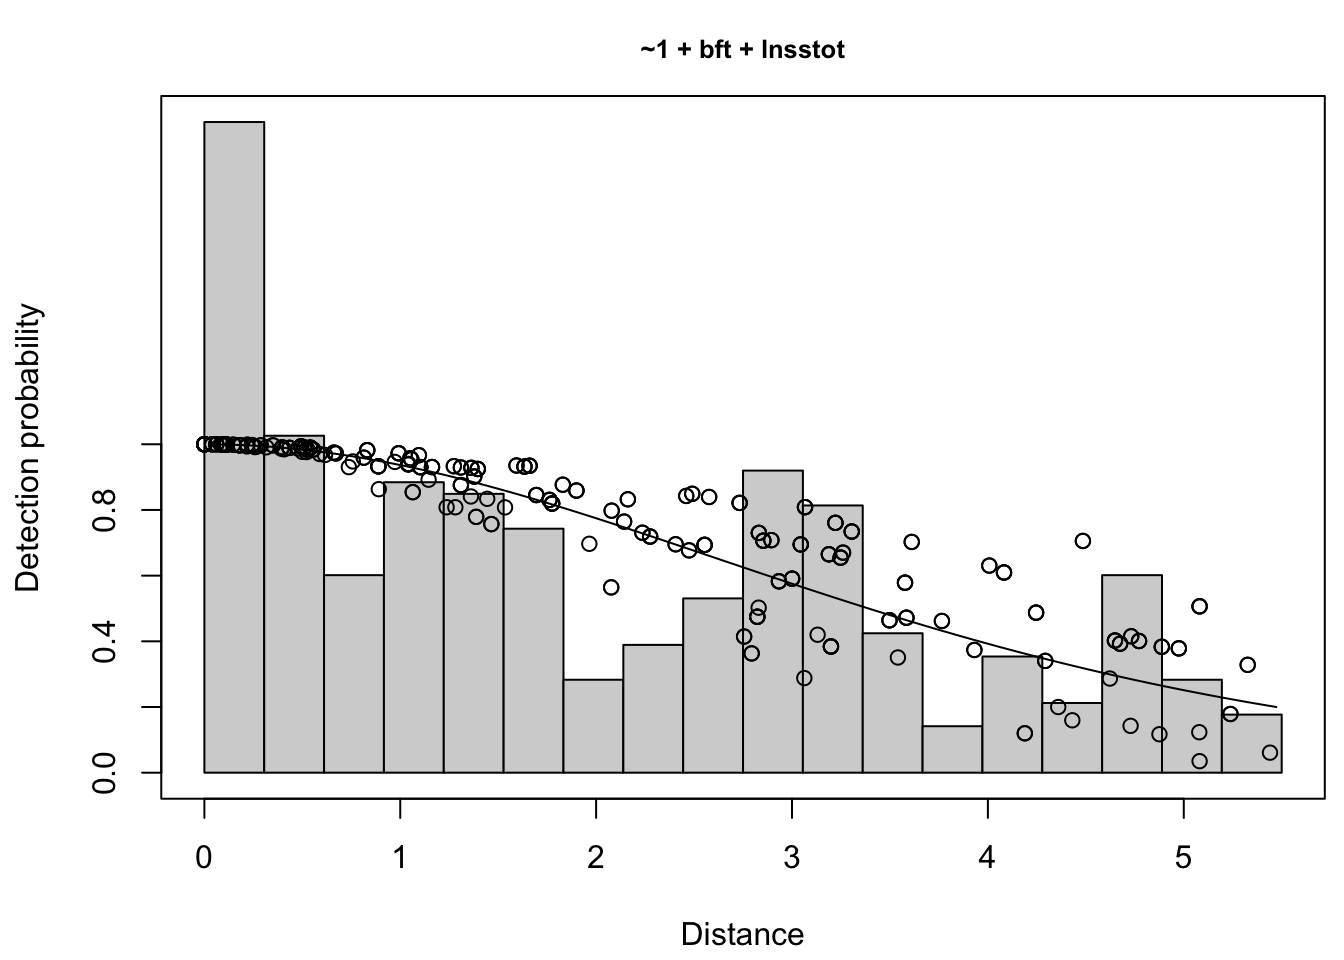 ~1 + bft + lnsstot
Detection probability
0.8
0.4
0.0
0 1 2 3 4 5
Distance